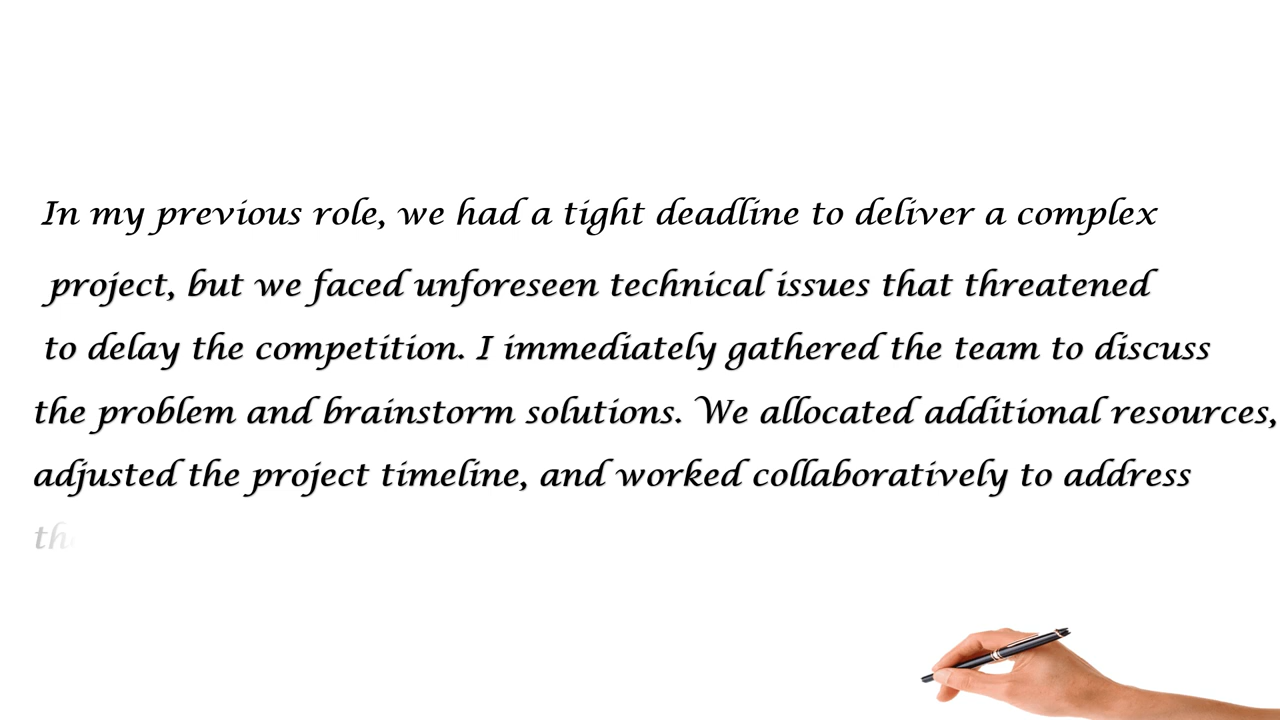 In my previous role, we had a tight deadline to deliver a complex
project, but we faced unforeseen technical issues that threatened
to delay the competition. I immediately gathered the team to discuss
the problem and brainstorm solutions. We allocated additional resources,
adjusted the project timeline, and worked collaboratively to address